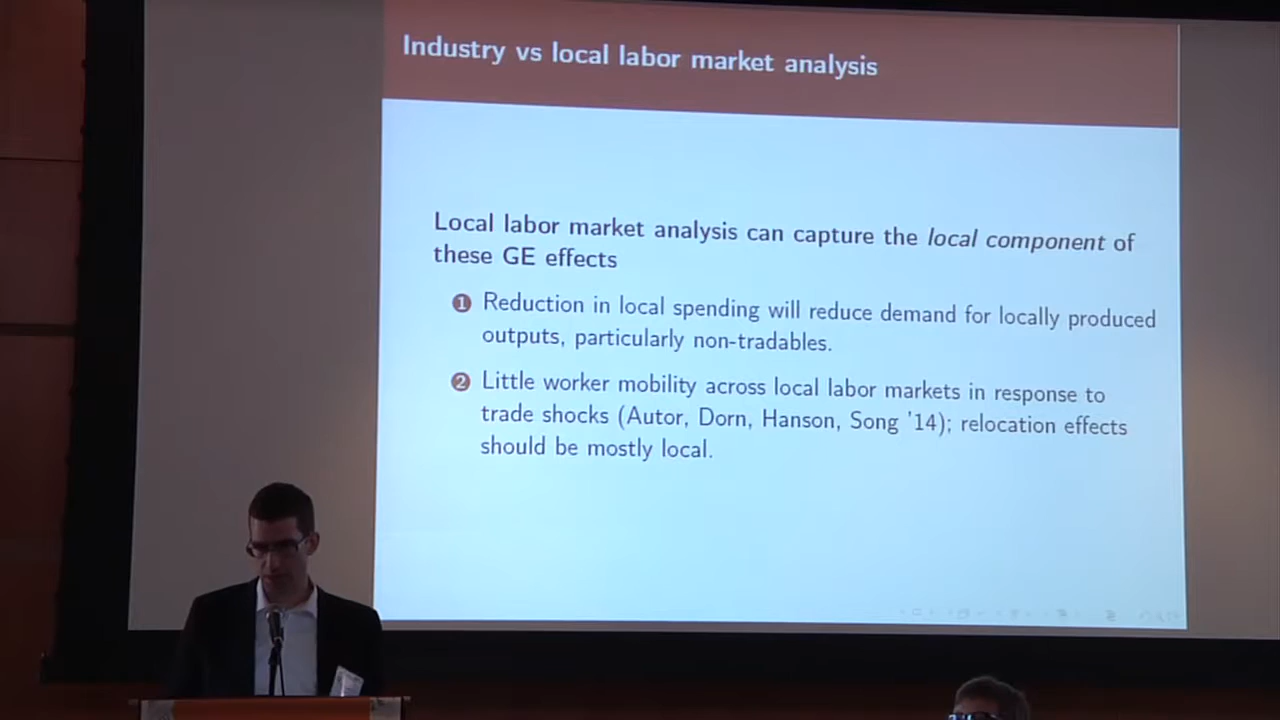 Industry vs local labor market analysis
Local labor market analysis can capture the local component of
these GE effects
❶ Reduction in local spending will reduce demand for locally produced
outputs, particularly non-tradables.
❷ Little worker mobility across local labor markets in response to
trade shocks (Autor, Dorn, Hanson, Song '14); relocation effects
should be mostly local.